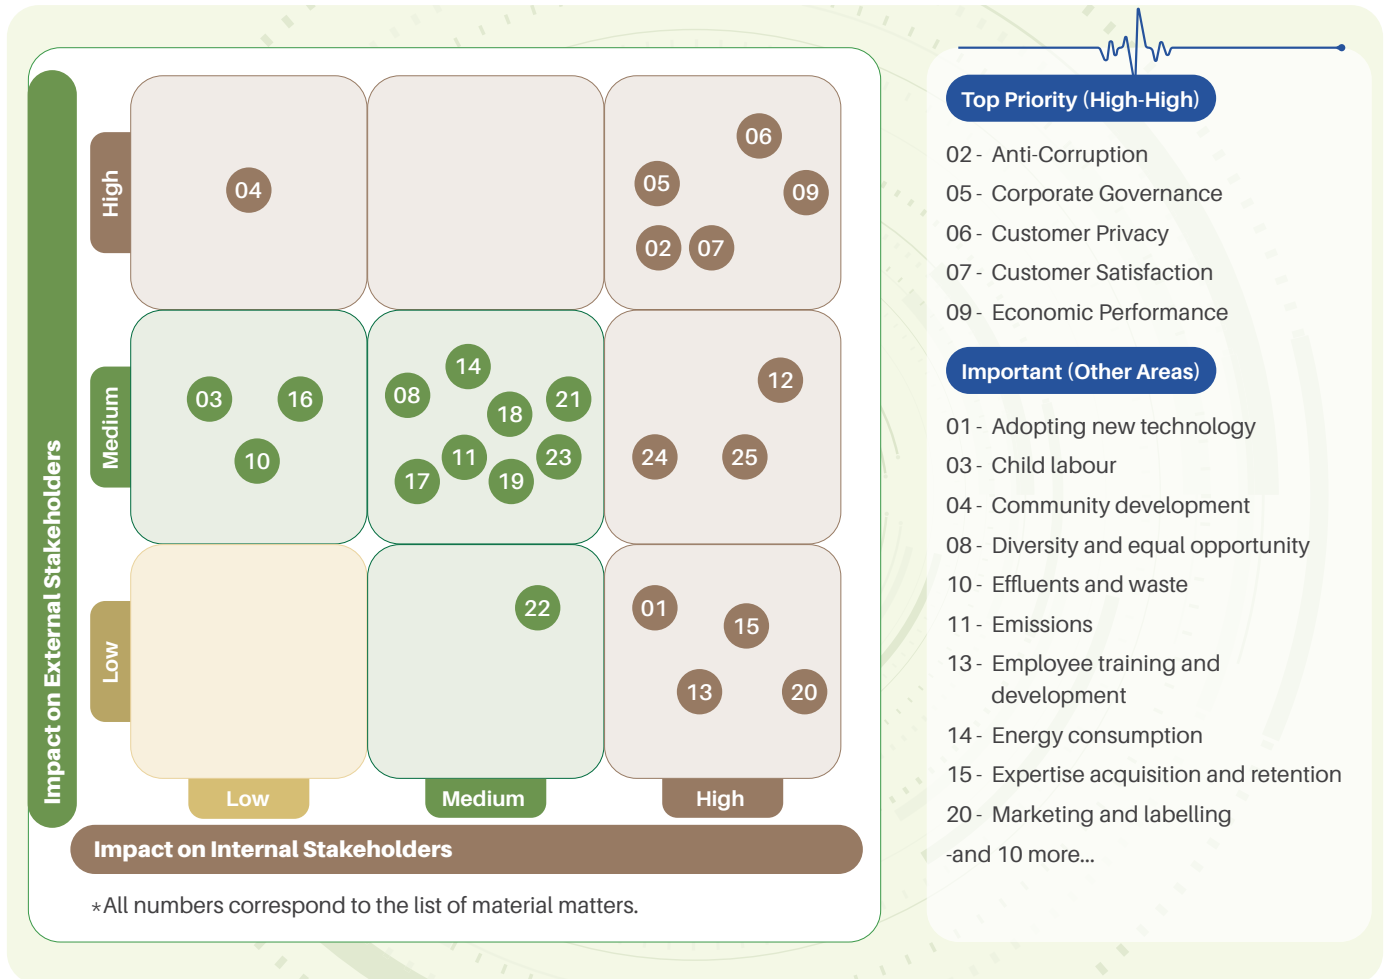 Impact on External Stakeholders
High
Medium
Low
04
06
05
09
02
07
03
16
10
14
08
18
21
11
23
17
19
12
24
25
22
01
15
13
20
Low
Medium
High
Impact on Internal Stakeholders
*All numbers correspond to the list of material matters.
Top Priority (High-High)
02 - Anti-Corruption
05 - Corporate Governance
06 - Customer Privacy
07 - Customer Satisfaction
09 - Economic Performance
Important (Other Areas)
01 - Adopting new technology
03 - Child labour
04 - Community development
08 - Diversity and equal opportunity
10 - Effluents and waste
11 - Emissions
13 - Employee training and
development
14 - Energy consumption
15 - Expertise acquisition and retention
20 - Marketing and labelling
-and 10 more...